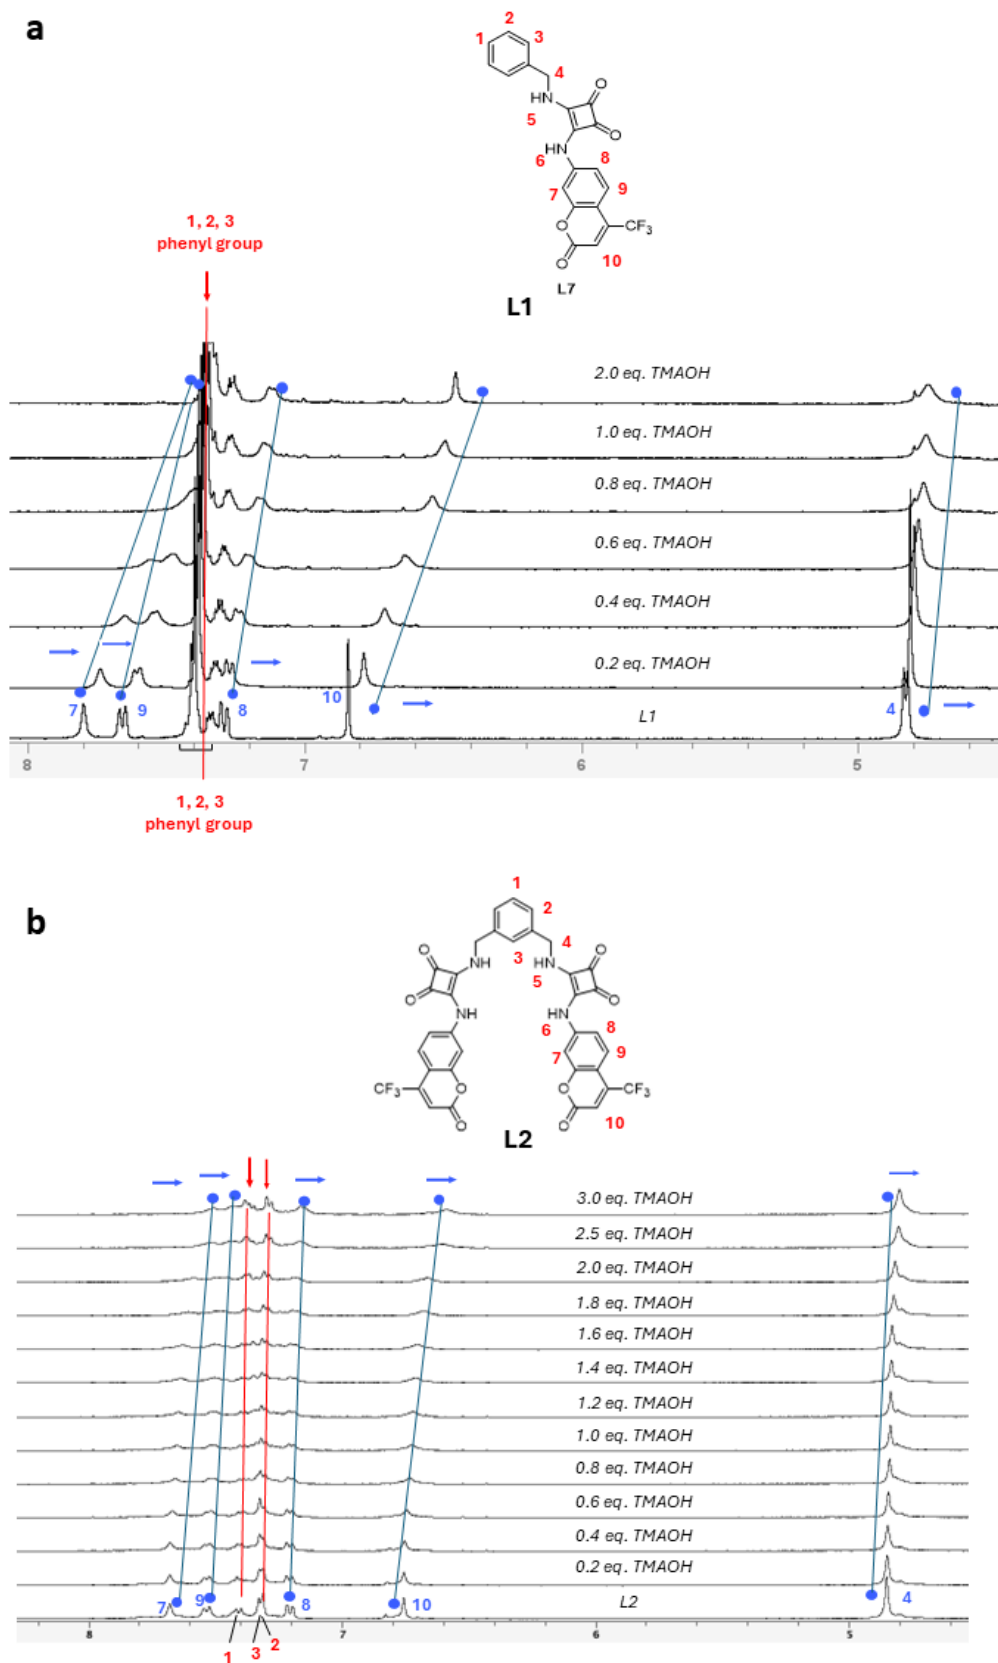 a
2
1
3
4
O
HN
5
O
HN
6
8
7
9
O
CF3
O
10
L7
L1
1, 2, 3
phenyl group
2.0 eq. TMAOH
1.0 eq. TMAOH
0.8 eq. TMAOH
0.6 eq. TMAOH
0.4 eq. TMAOH
0.2 eq. TMAOH
7
9
8
10
L1
4
8
7
6
5
1, 2, 3
phenyl group
b
1
2
3
4
O
NH
NH
5
O
O
O
NH
HN
6
8
7
9
CF3
O
O
O
O
CF3
10
L2
3.0 eq. TMAOH
2.5 eq. TMAOH
2.0 eq. TMAOH
1.8 eq. TMAOH
1.6 eq. TMAOH
1.4 eq. TMAOH
1.2 eq. TMAOH
1.0 eq. TMAOH
0.8 eq. TMAOH
0.6 eq. TMAOH
0.4 eq. TMAOH
0.2 eq. TMAOH
7
9
8
10
L2
4
8
7
6
5
1
3
2